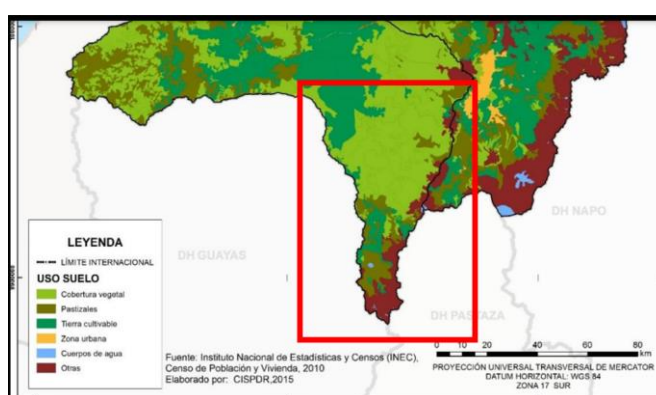 DH NAPO
DH GUAYAS
DH PASTAZA
LEYENDA
LÍMITE INTERNACIONAL
USO SUELO
Cobertura vegetal
Pastizales
Tierra cultivable
Zona urbana
Cuerpos de agua
Otras
Fuente: Instituto Nacional de Estadísticas y Censos (INEC),
Censo de Población y Vivienda, 2010
Elaborado por: CISPDR,2015
0 10 20 40 60 80
km
PROYECCIÓN UNIVERSAL TRANSVERSAL DE MERCATOR
DATUM HORIZONTAL: WGS 84
ZONA 17 SUR